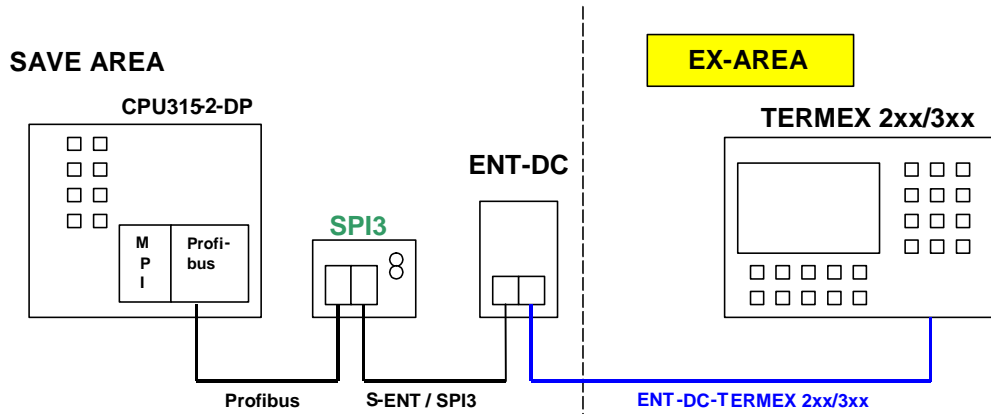 SAVE AREA
EX-AREA
CPU315-2-DP
TERMEX 2xx/3xx
ENT-DC
SPI3
M
P
I
Profi-
bus
Profibus
S-ENT / SPI3
ENT-DC-TERMEX 2xx/3xx